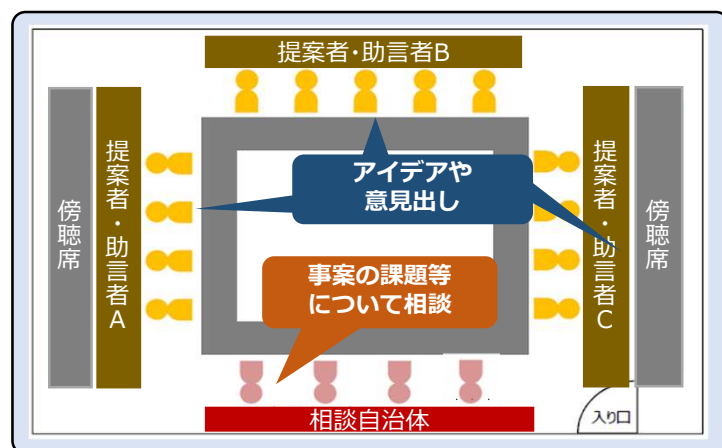 提案者・助言者B
傍聴席
提案者・助言者A
アイデアや
意見出し
提案者・助言者C
傍聴席
事案の課題等
について相談
相談自治体
入り口